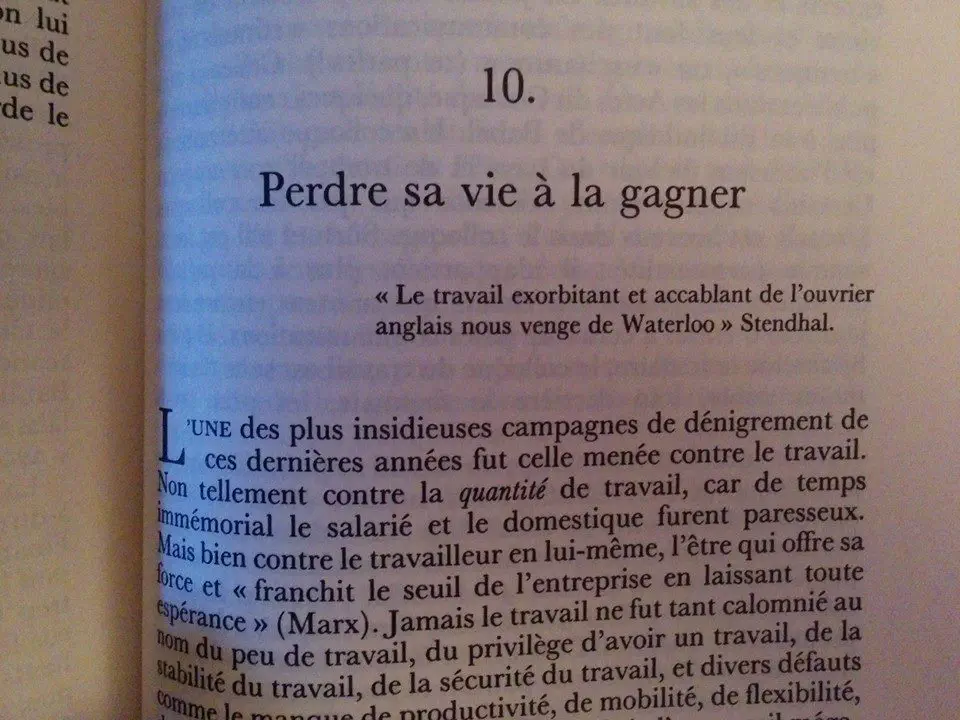 on lui
us de
us de
rde le
10.
Perdre sa vie à la gagner
« Le travail exorbitant et accablant de l'ouvrier
anglais nous venge de Waterloo » Stendhal.
L'UNE des plus insidieuses campagnes de dénigrement de
ces dernières années fut celle menée contre le travail.
Non tellement contre la quantité de travail, car de temps
immémorial le salarié et le domestique furent paresseux.
Mais bien contre le travailleur en lui-même, l'être qui offre sa
force et « franchit le seuil de l'entreprise en laissant toute
espérance » (Marx). Jamais le travail ne fut tant calomnié au
nom du peu de travail, du privilège d'avoir un travail, de la
stabilité du travail, de la sécurité du travail, et divers défauts
comme le manque de productivité, de mobilité, de flexibilité,